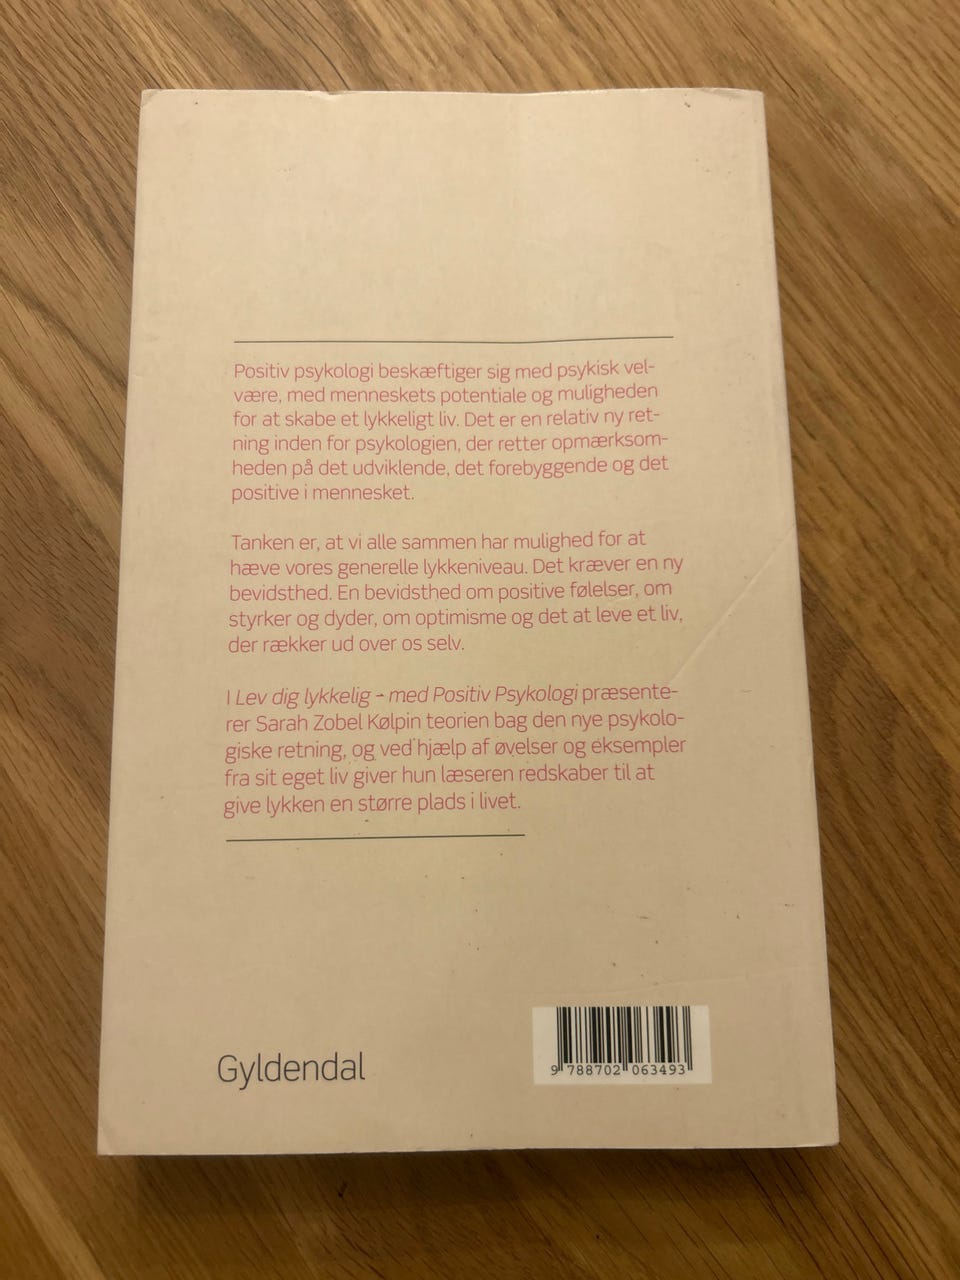 Positiv psykologi beskæftiger sig med psykisk vel-
være, med menneskets potentiale og muligheden
for at skabe et lykkeligt liv. Det er en relativ ny ret-
ning inden for psykologien, der retter opmærksom-
heden på det udviklende, det forebyggende og det
positive i mennesket.
Tanken er, at vi alle sammen har mulighed for at
hæve vores generelle lykkeniveau. Det kræver en ny
bevidsthed. En bevidsthed om positive følelser, om
styrker og dyder, om optimisme og det at leve et liv,
der rækker ud over os selv.
I Lev dig lykkelig - med Positiv Psykologi præsente-
rer Sarah Zobel Kølpin teorien bag den nye psykolo-
giske retning, og ved hjælp af øvelser og eksempler
fra sit eget liv giver hun læseren redskaber til at
give lykken en større plads i livet.
Gyldendal
9 788702 063493